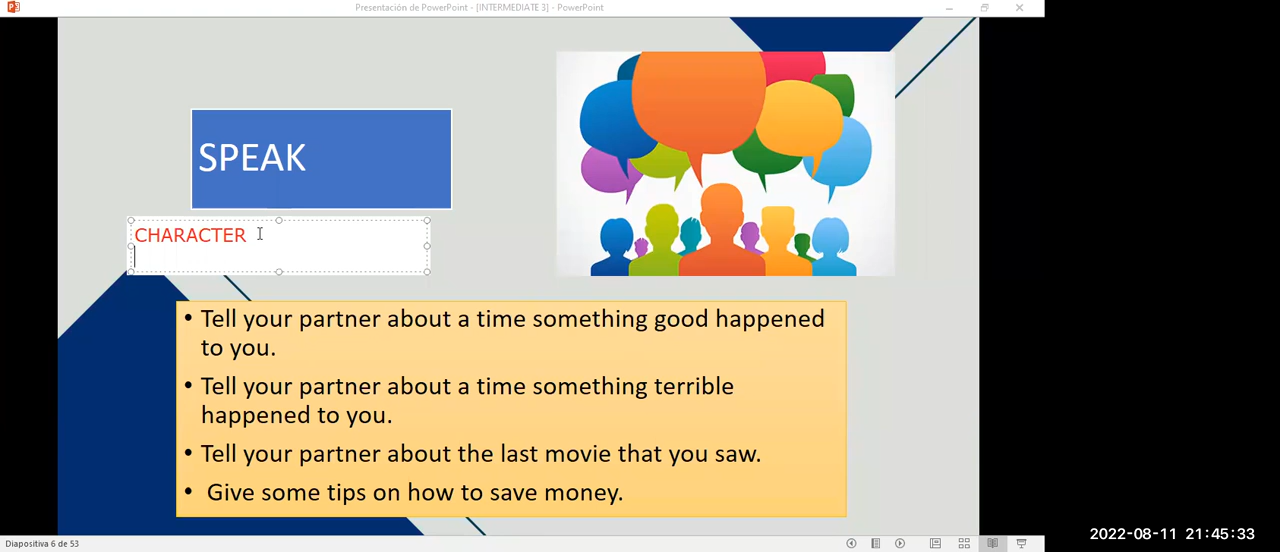 Presentación de PowerPoint - [INTERMEDIATE 3] - PowerPoint
SPEAK
CHARACTER
• Tell your partner about a time something good happened
to you.
• Tell your partner about a time something terrible
happened to you.
• Tell your partner about the last movie that you saw.
• Give some tips on how to save money.
Diapositiva 6 de 53
2022-08-11 21:45:33